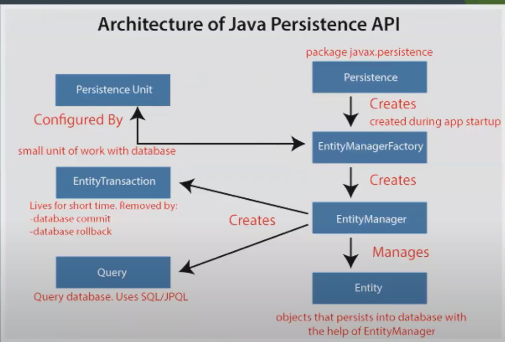 Architecture of Java Persistence API
package javax.persistence
Persistence Unit
Persistence
Configured By
Creates
created during app startup
small unit of work with database
EntityManagerFactory
EntityTransaction
Creates
Lives for short time. Removed by:
-database commit
-database rollback
Creates
EntityManager
Manages
Query
Entity
Query database. Uses SQL/JPQL
objects that persists into database with
the help of EntityManager